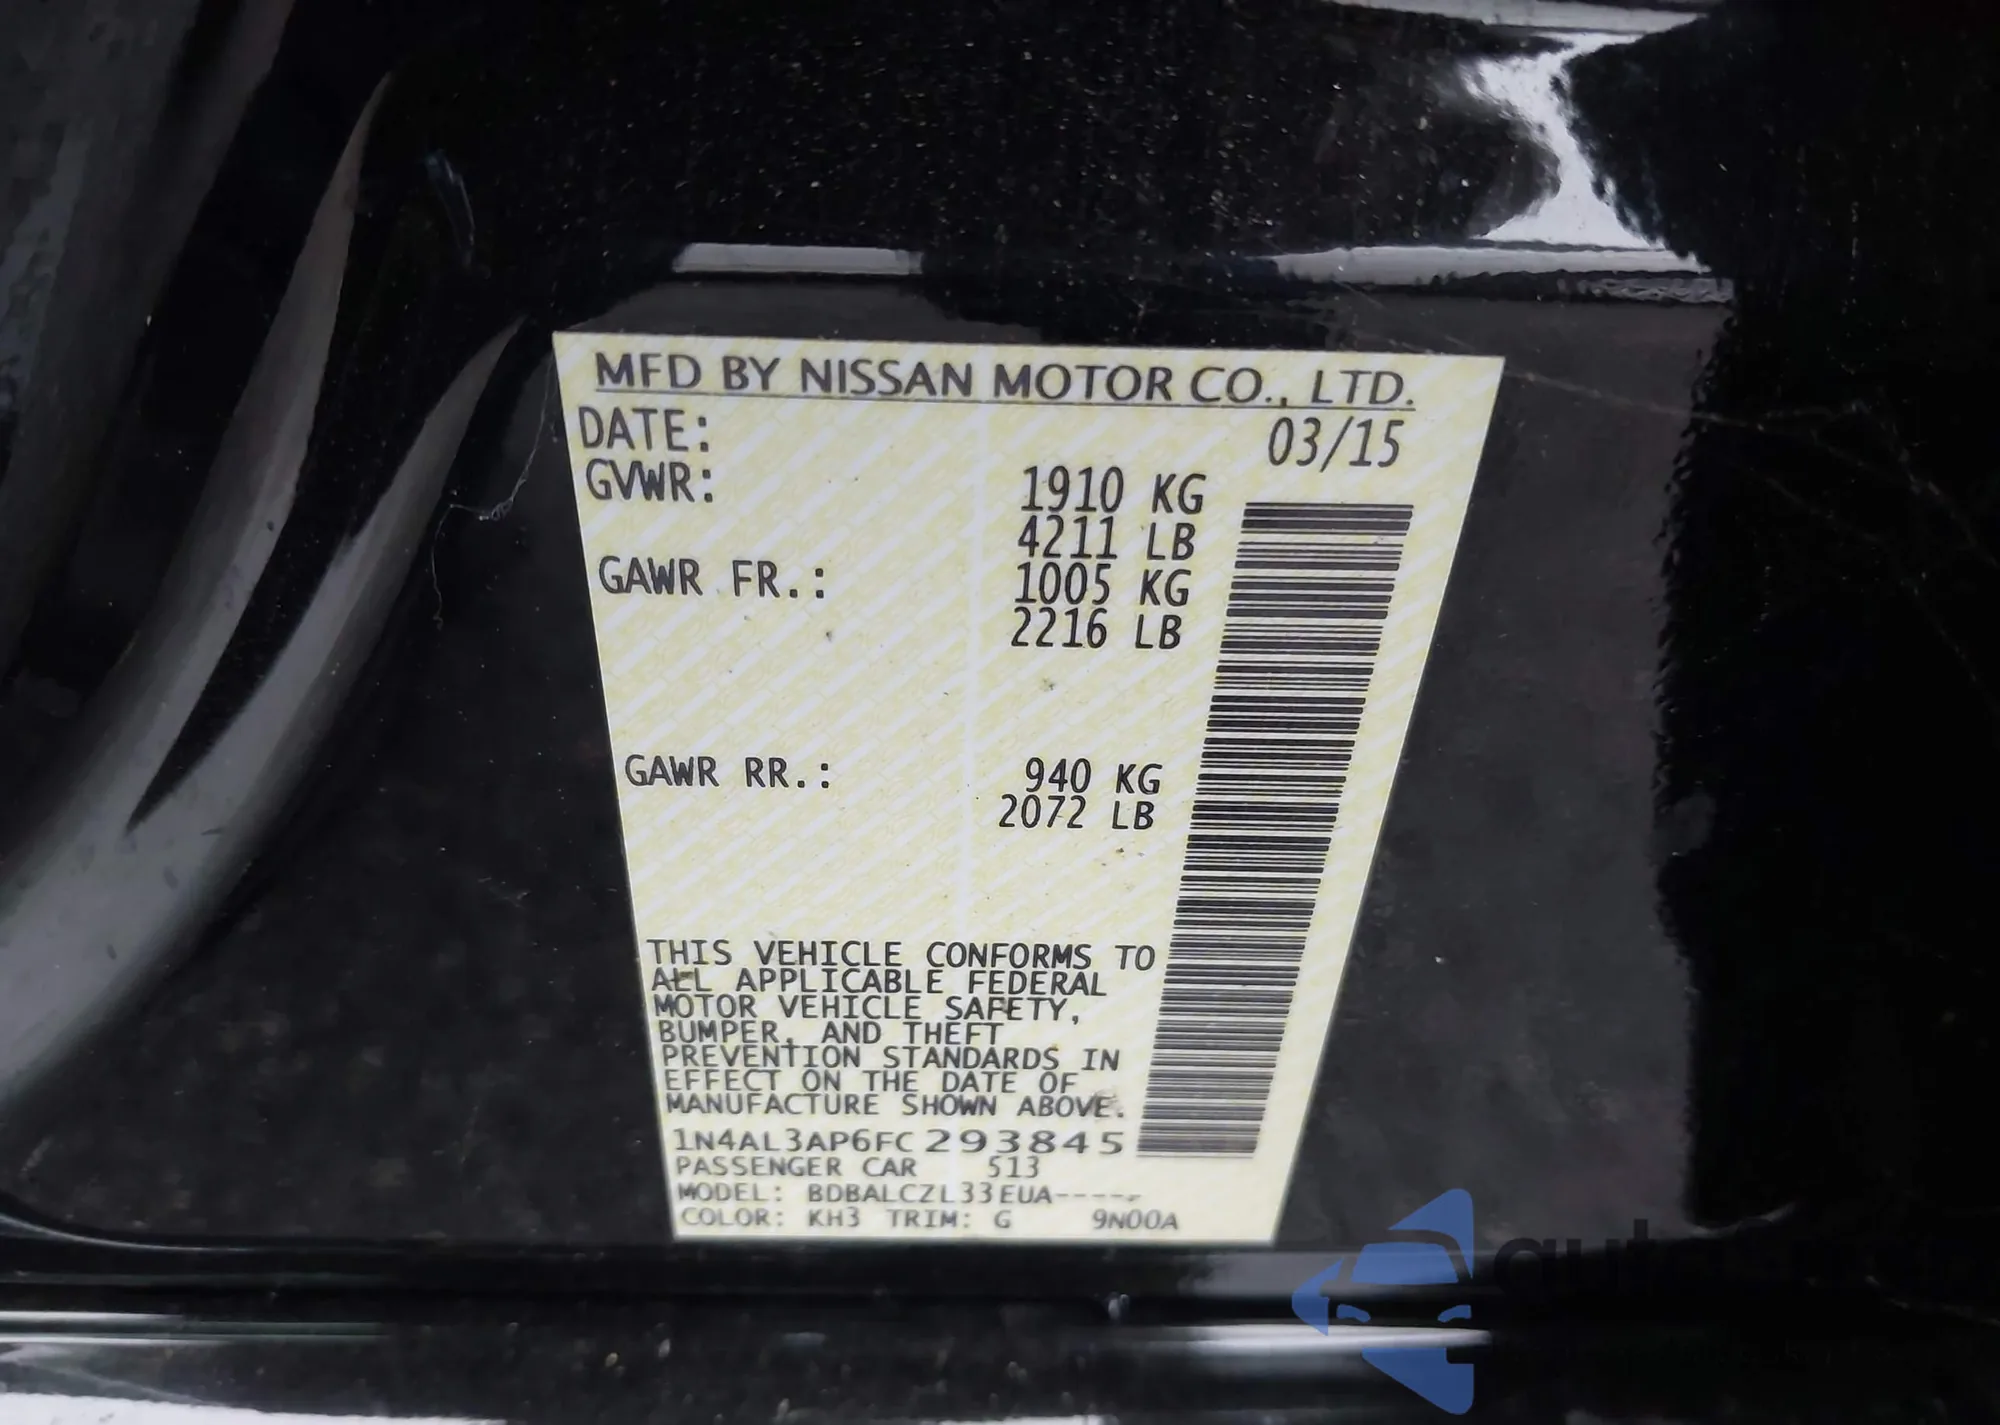 MFD BY NISSAN MOTOR CO., LTD.
DATE: 03/15
GVWR: 1910 KG
4211 LB
GAWR FR.: 1005 KG
2216 LB
GAWR RR.: 940 KG
2072 LB
THIS VEHICLE CONFORMS TO
ALL APPLICABLE FEDERAL
MOTOR VEHICLE SAFETY,
BUMPER, AND THEFT
PREVENTION STANDARDS IN
EFFECT ON THE DATE OF
MANUFACTURE SHOWN ABOVE.
1N4AL3AP6FC293845
PASSENGER CAR 513
MODEL: BDBALCZL33EUA-----
COLOR: KH3 TRIM: G 9N00A